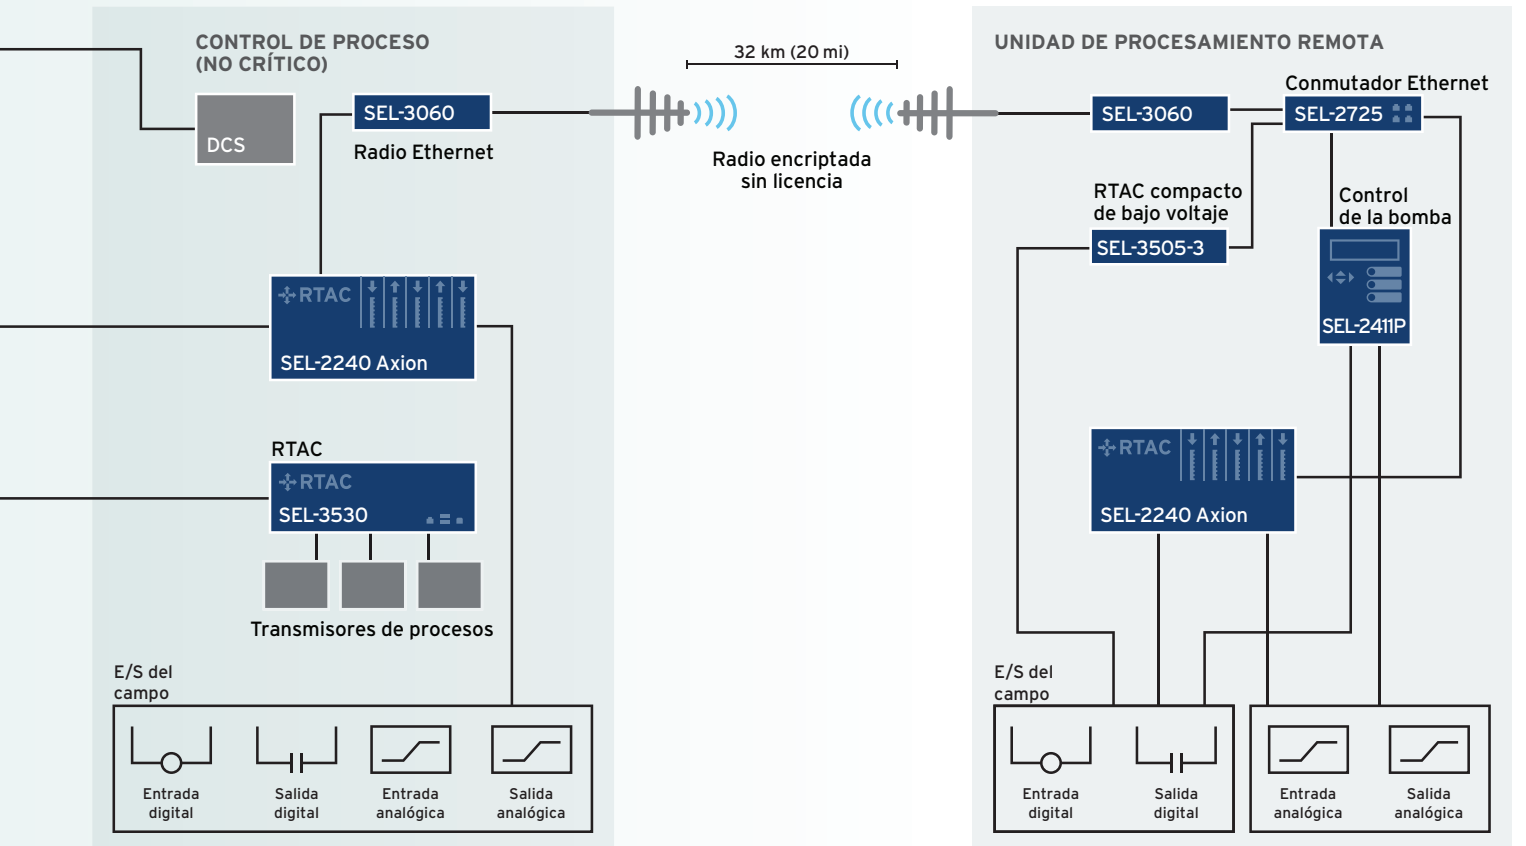 CONTROL DE PROCESO
(NO CRÍTICO)
DCS
SEL-3060
Radio Ethernet
RTAC
SEL-2240 Axion
RTAC
RTAC
SEL-3530
Transmisores de procesos
E/S del
campo
Entrada
digital
Salida
digital
Entrada
analógica
Salida
analógica
32 km (20 mi)
Radio encriptada
sin licencia
UNIDAD DE PROCESAMIENTO REMOTA
Conmutador Ethernet
SEL-3060
SEL-2725
RTAC compacto
de bajo voltaje
SEL-3505-3
Control
de la bomba
SEL-2411P
RTAC
SEL-2240 Axion
E/S del
campo
Entrada
digital
Salida
digital
Entrada
analógica
Salida
analógica